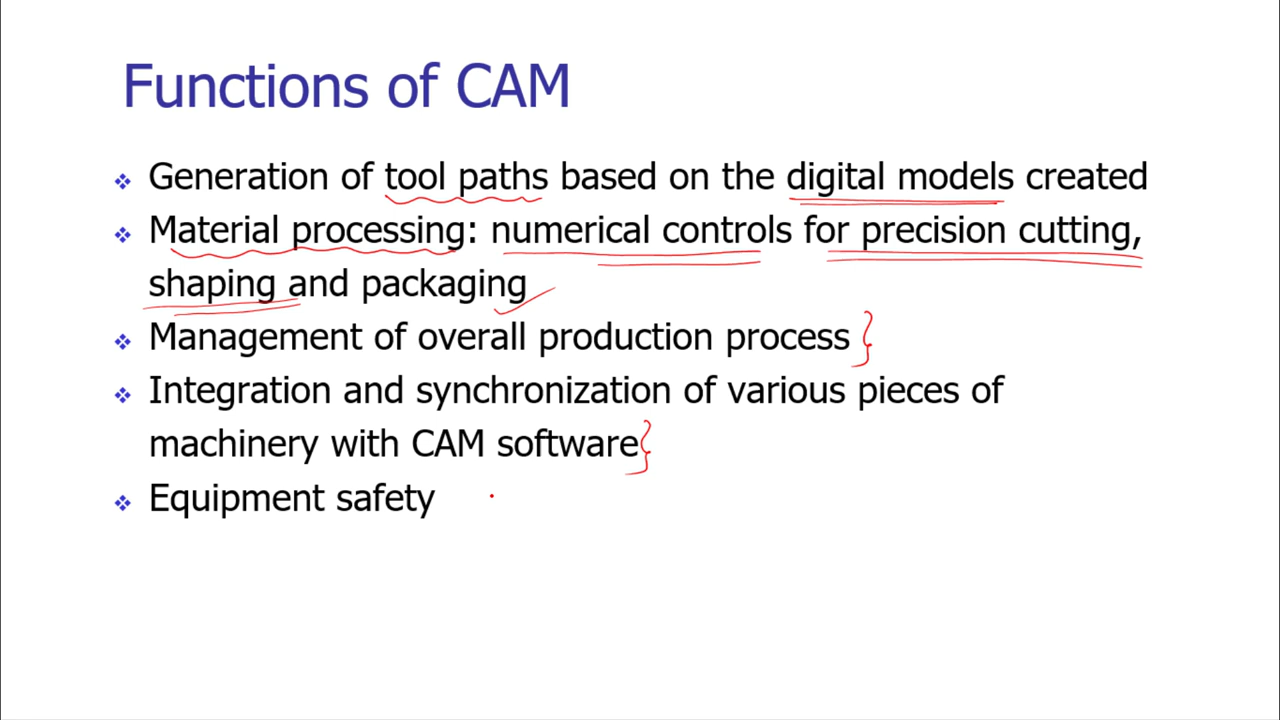 Functions of CAM
Generation of tool paths based on the digital models created
Material processing: numerical controls for precision cutting,
shaping and packaging
Management of overall production process
Integration and synchronization of various pieces of
machinery with CAM software
Equipment safety